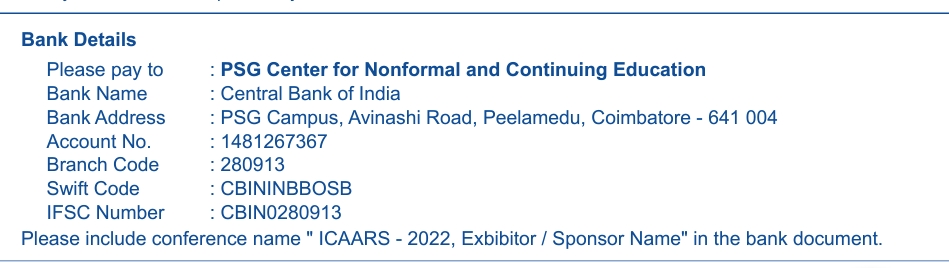 Bank Details
Please pay to : PSG Center for Nonformal and Continuing Education
Bank Name : Central Bank of India
Bank Address : PSG Campus, Avinashi Road, Peelamedu, Coimbatore - 641 004
Account No. : 1481267367
Branch Code : 280913
Swift Code : CBININBBOSB
IFSC Number : CBIN0280913
Please include conference name " ICAARS - 2022, Exbibitor / Sponsor Name" in the bank document.